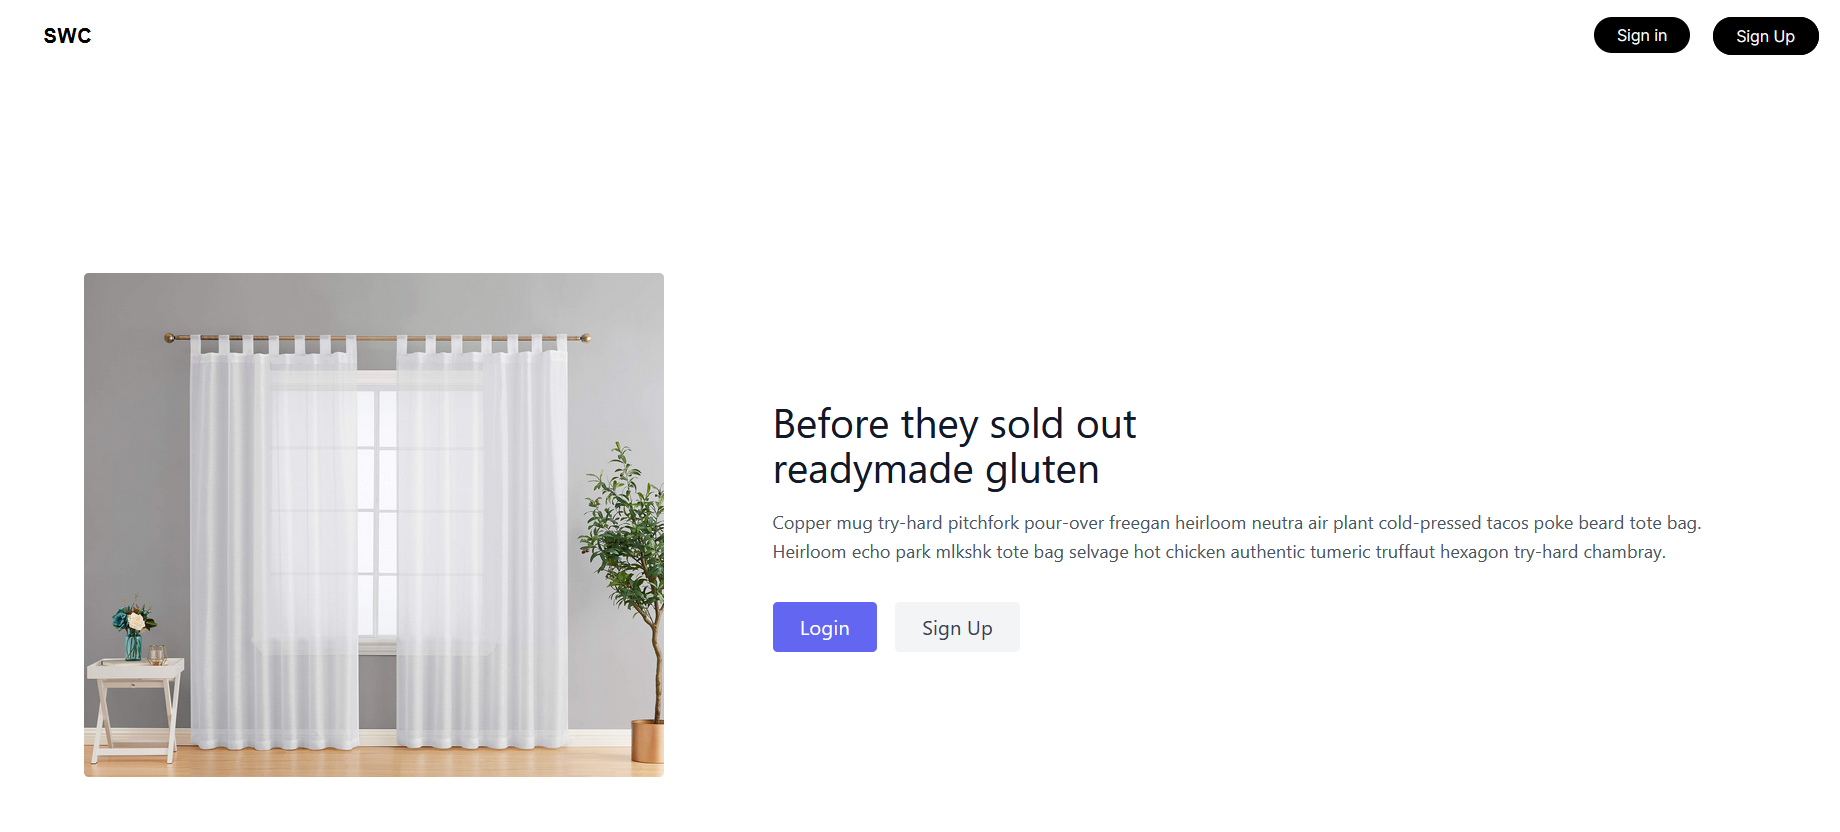 SWC
Sign in
Sign Up
Before they sold out
readymade gluten
Copper mug try-hard pitchfork pour-over freegan heirloom neutra air plant cold-pressed tacos poke beard tote bag.
Heirloom echo park mlkshk tote bag selvage hot chicken authentic tumeric truffaut hexagon try-hard chambray.
Login
Sign Up